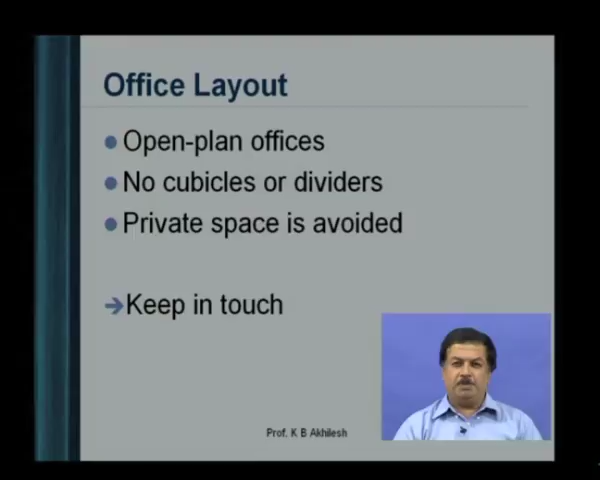 Office Layout
Open-plan offices
No cubicles or dividers
Private space is avoided
Keep in touch
Prof. K B Akhilesh